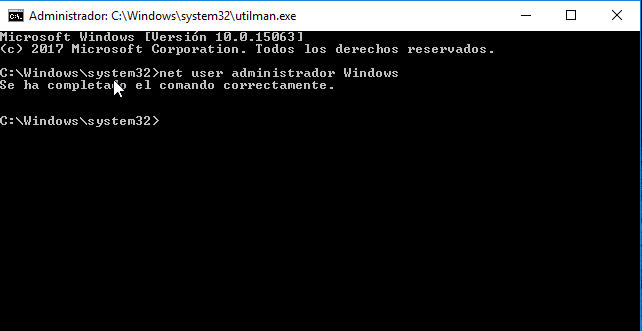 Administrador: C:\Windows\system32\utilman.exe
Microsoft Windows [Versión 10.0.15063]
(c) 2017 Microsoft Corporation. Todos los derechos reservados.
C:\Windows\system32>net user administrador Windows
Se ha completado el comando correctamente.
C:\Windows\system32>